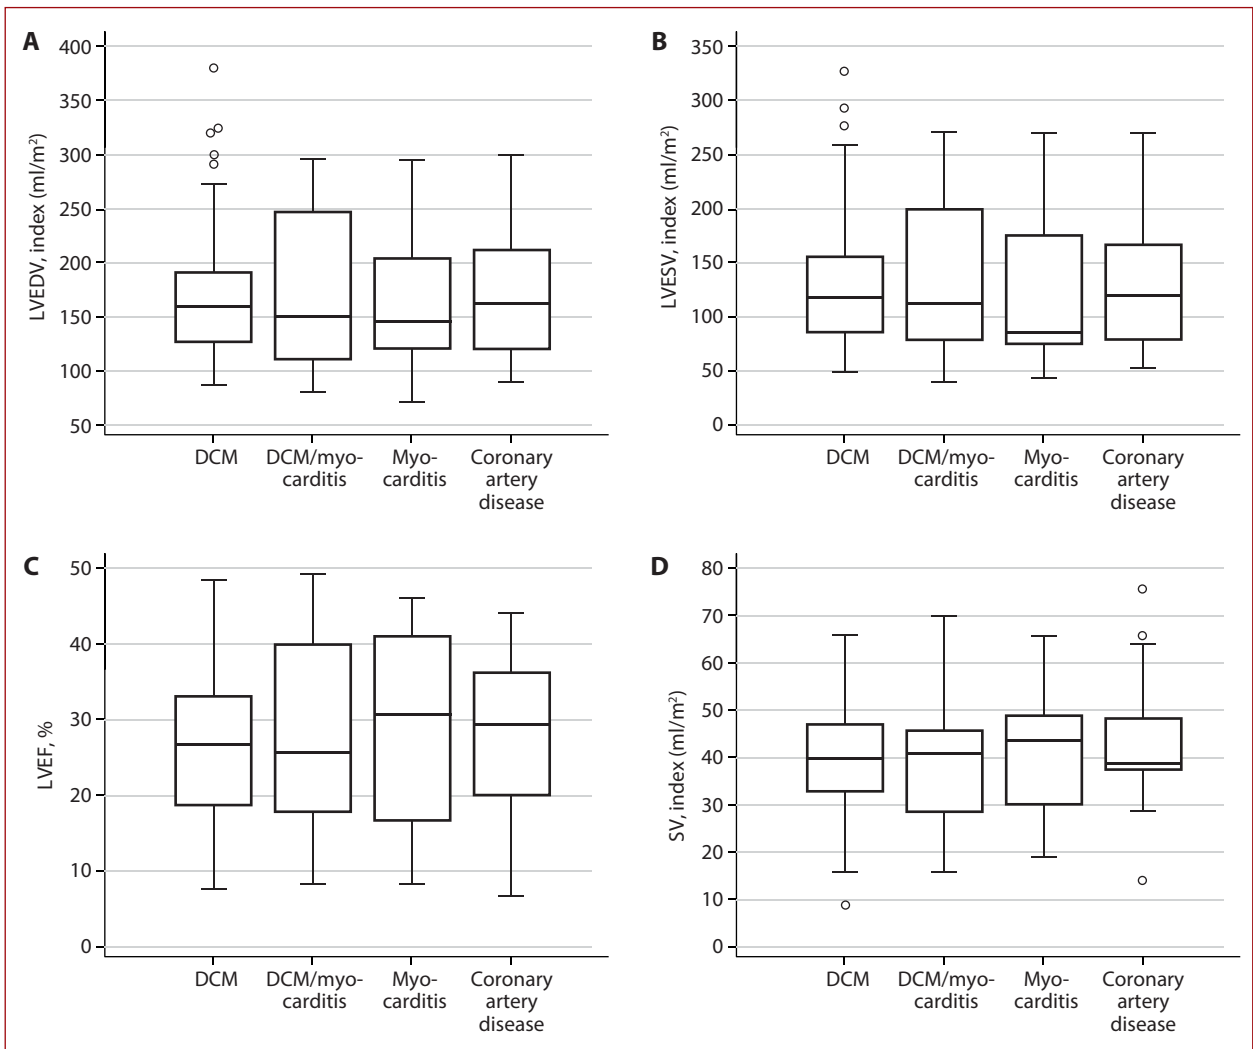 A
400
350
300
250
200
150
100
50
LVEDV, index (ml/m²)
DCM
DCM/myo-
carditis
Myo-
carditis
Coronary
artery
disease
B
350
300
250
200
150
100
50
0
LVESV, index (ml/m²)
DCM
DCM/myo-
carditis
Myo-
carditis
Coronary
artery
disease
C
50
40
30
20
10
0
LVEF, %
DCM
DCM/myo-
carditis
Myo-
carditis
Coronary
artery
disease
D
80
70
60
50
40
30
20
10
0
SV, index (ml/m²)
DCM
DCM/myo-
carditis
Myo-
carditis
Coronary
artery
disease